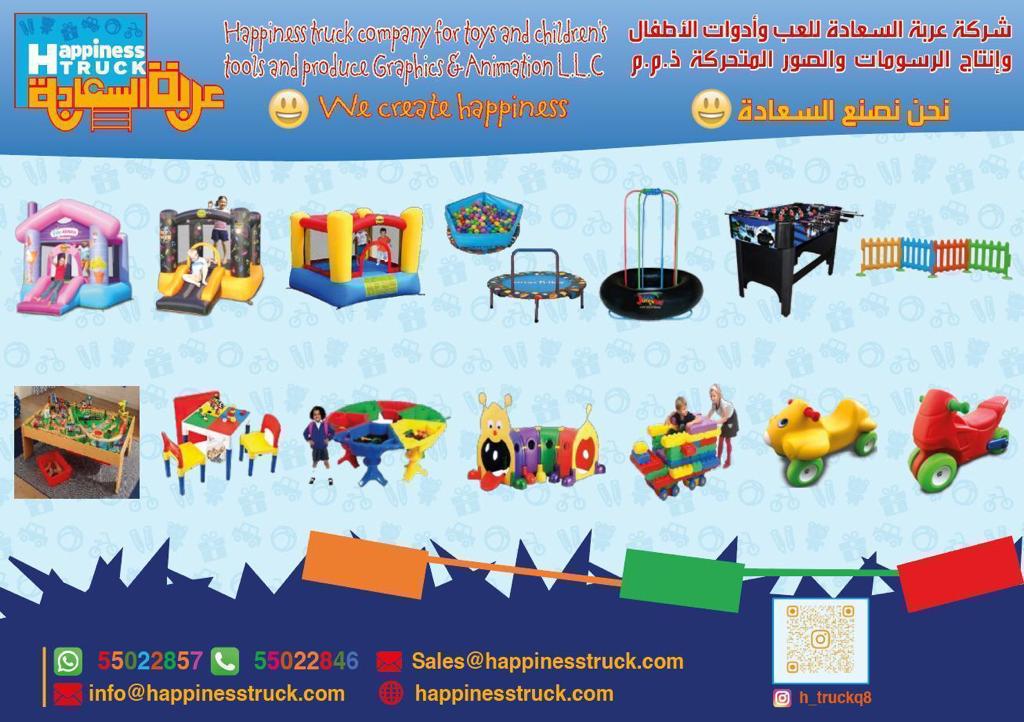 Happiness
TRUCK
عربة السعادة
Happiness truck company for toys and children's
tools and produce Graphics & Animation L.L.C
We create happiness
شركة عربة السعادة للعب وأدوات الأطفال
وإنتاج الرسومات والصور المتحركة ذ.م.م
نحن نصنع السعادة
55022857 55022846 Sales@happinesstruck.com
info@happinesstruck.com happinesstruck.com
h_truckq8